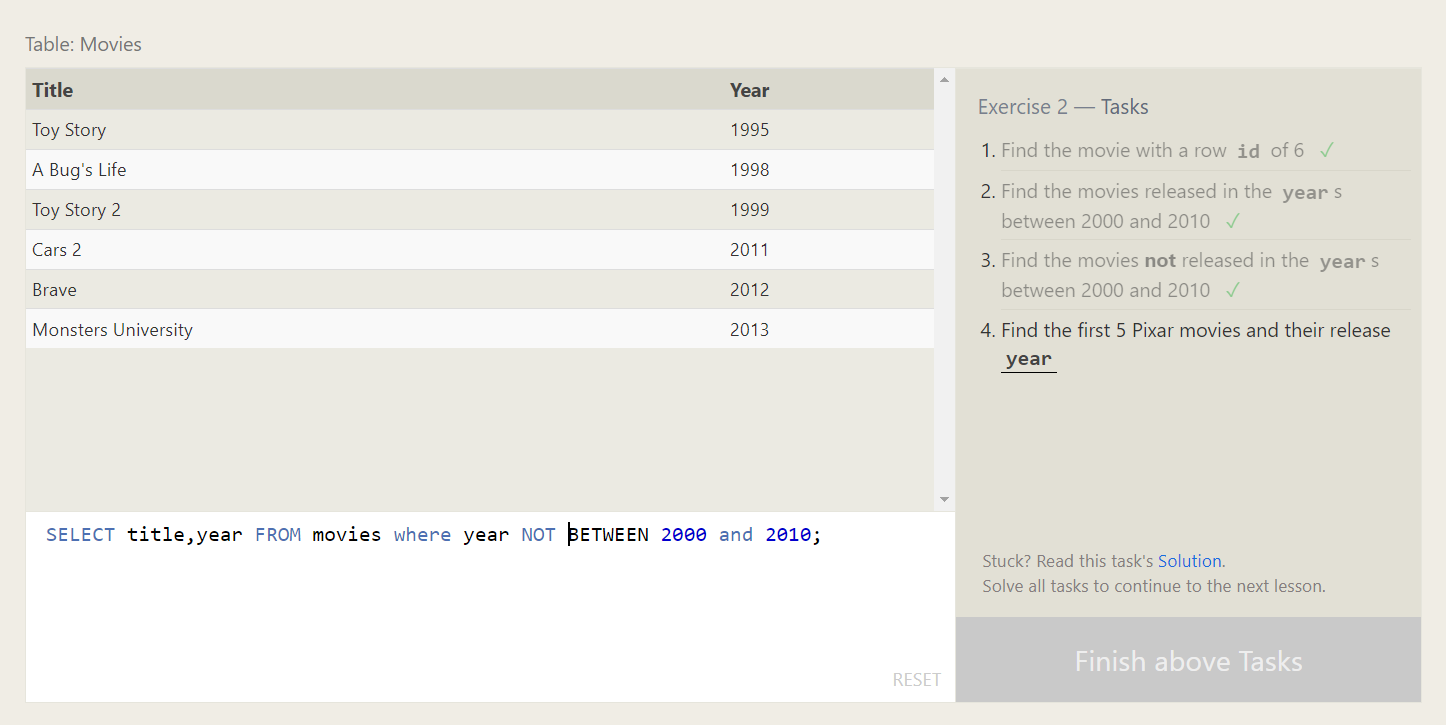 Table: Movies
Title Year
Toy Story 1995
A Bug's Life 1998
Toy Story 2 1999
Cars 2 2011
Brave 2012
Monsters University 2013
SELECT title,year FROM movies where year NOT BETWEEN 2000 and 2010;
RESET
Exercise 2 — Tasks
1. Find the movie with a row id of 6 ✓
2. Find the movies released in the year s
between 2000 and 2010 ✓
3. Find the movies not released in the year s
between 2000 and 2010 ✓
4. Find the first 5 Pixar movies and their release
year
Stuck? Read this task's Solution.
Solve all tasks to continue to the next lesson.
Finish above Tasks